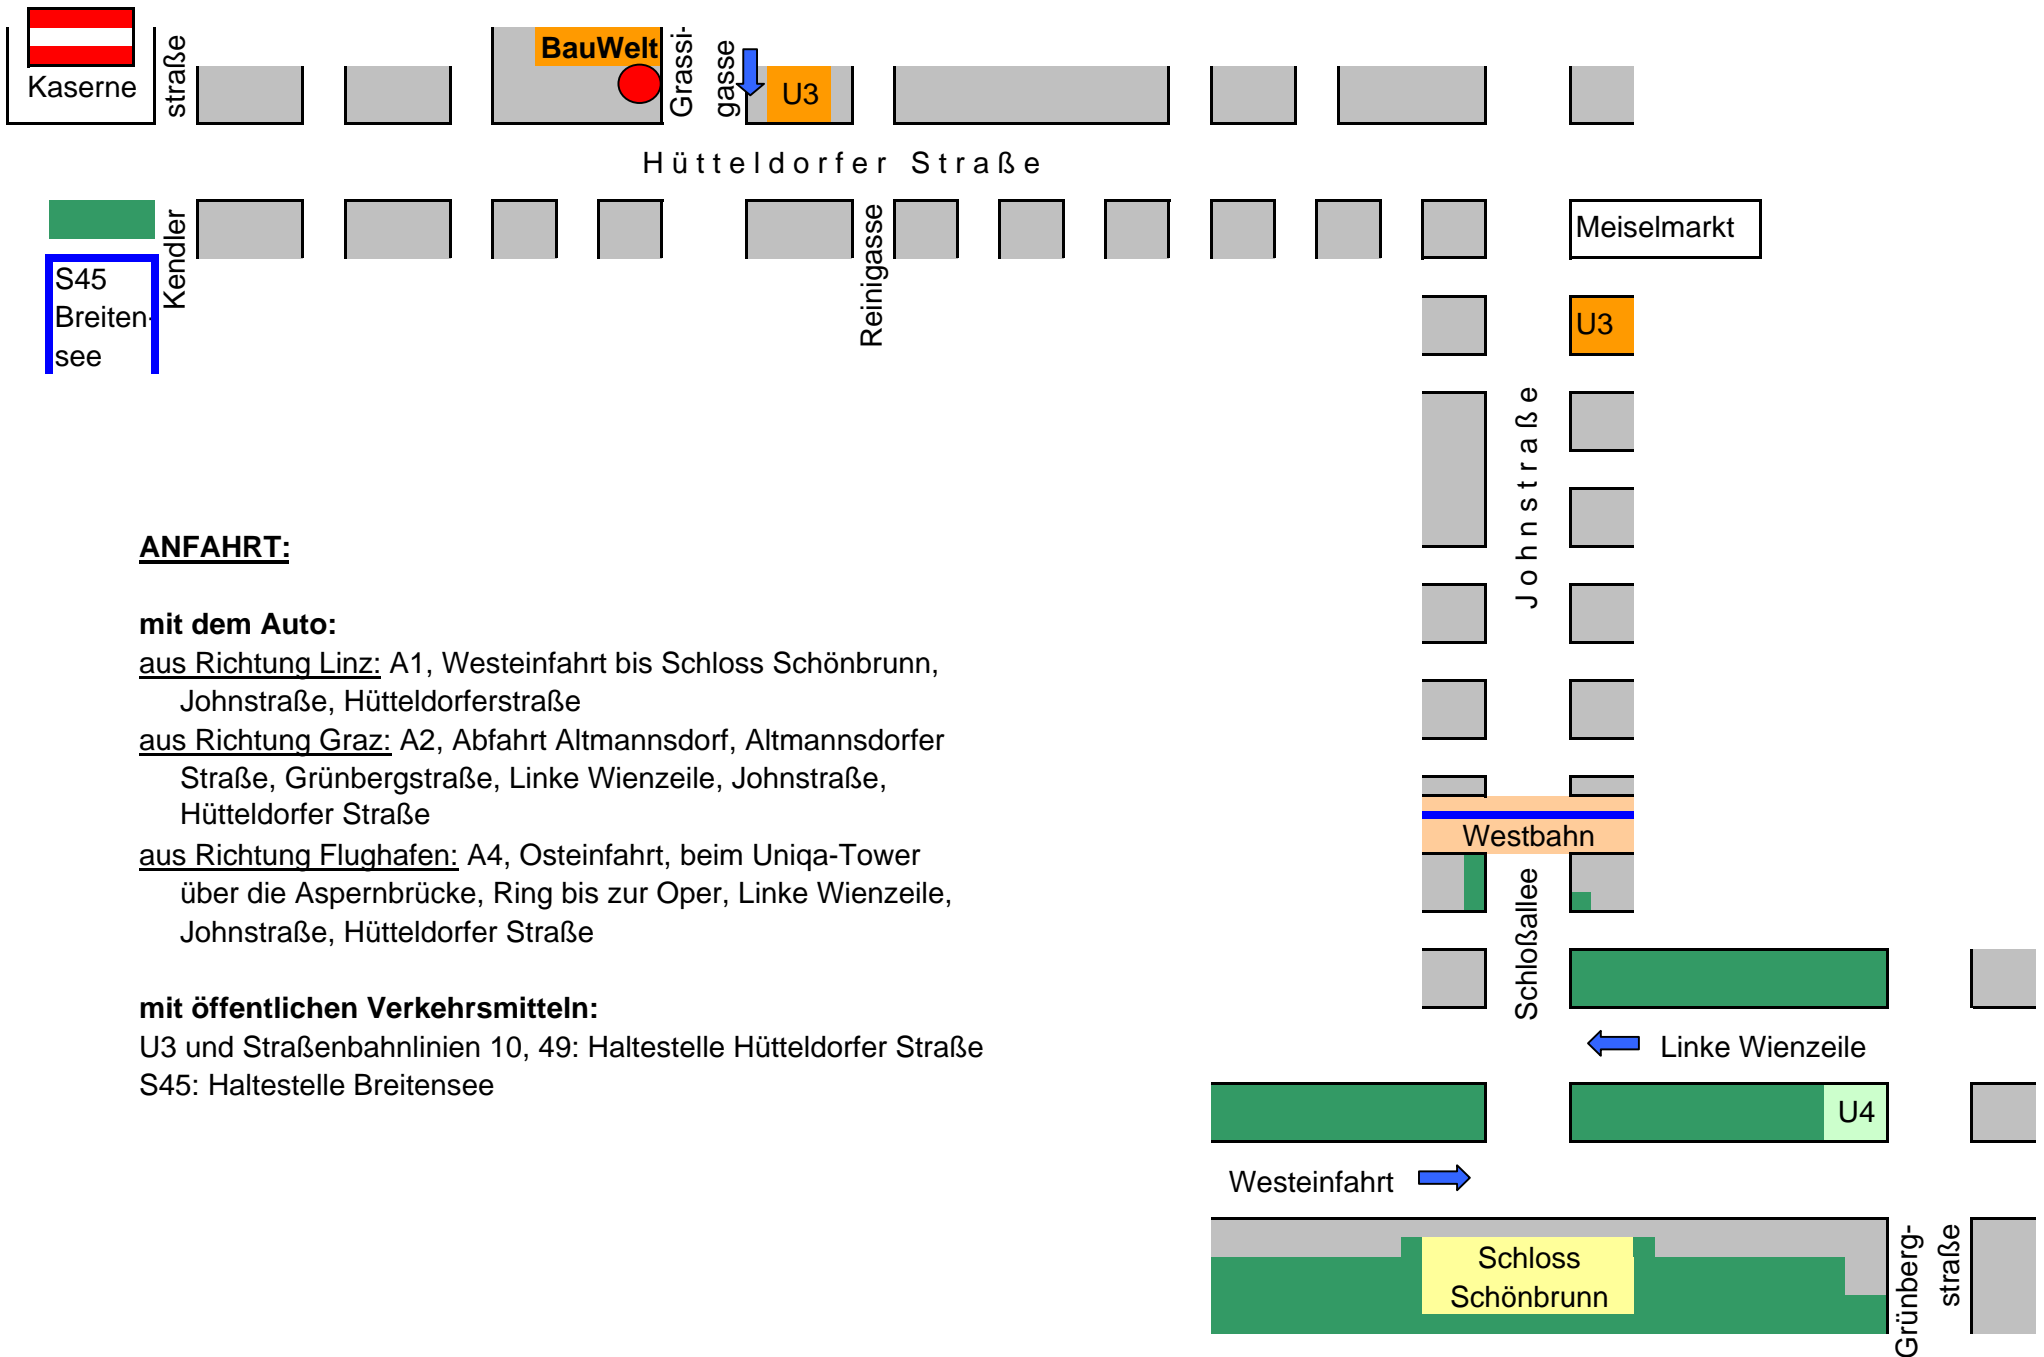 Kaserne
straße
BauWelt
Grassi-
gasse
U3
Hütteldorfer Straße
Kendler
Reinigasse
Meiselmarkt
S45
Breiten-
see
U3
Johnstraße
ANFAHRT:
mit dem Auto:
aus Richtung Linz: A1, Westeinfahrt bis Schloss Schönbrunn,
Johnstraße, Hütteldorferstraße
aus Richtung Graz: A2, Abfahrt Altmannsdorf, Altmannsdorfer
Straße, Grünbergstraße, Linke Wienzeile, Johnstraße,
Hütteldorfer Straße
aus Richtung Flughafen: A4, Osteinfahrt, beim Uniqa-Tower
über die Aspernbrücke, Ring bis zur Oper, Linke Wienzeile,
Johnstraße, Hütteldorfer Straße
mit öffentlichen Verkehrsmitteln:
U3 und Straßenbahnlinien 10, 49: Haltestelle Hütteldorfer Straße
S45: Haltestelle Breitensee
Westbahn
Schloßallee
Linke Wienzeile
U4
Westeinfahrt
Schloss
Schönbrunn
Grünberg-
straße